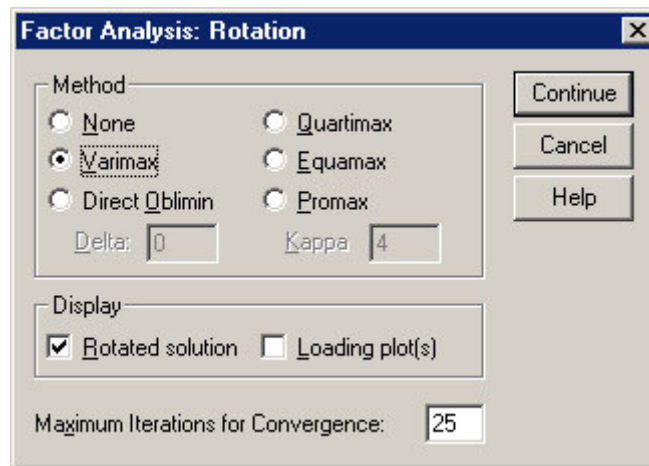 Factor Analysis: Rotation
Method
None
Quartimax
Varimax
Equamax
Direct Oblimin
Promax
Delta: 0
Kappa 4
Display
Rotated solution
Loading plot(s)
Maximum Iterations for Convergence: 25
Continue
Cancel
Help